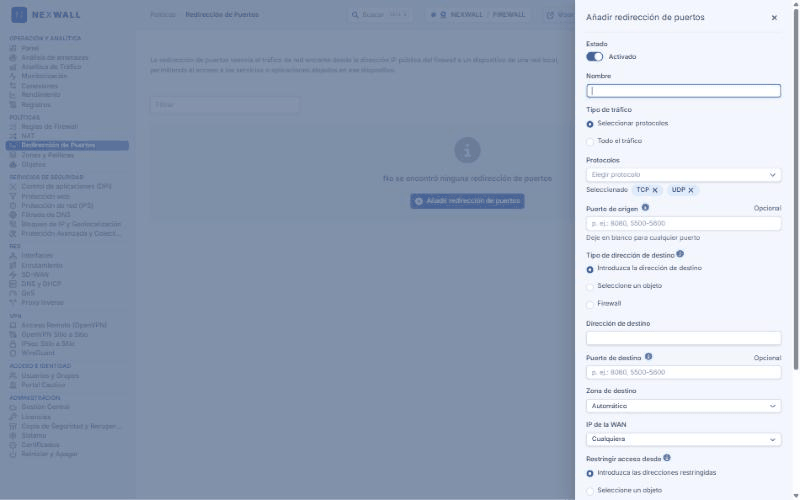 NEXWALL
OPERACIÓN Y ANALÍTICA
Panel
Análisis de amenazas
Analítica de Tráfico
Monitorización
Conexiones
Rendimiento
Registros
POLÍTICAS
Reglas de Firewall
NAT
Redirección de Puertos
Zonas y Políticas
Objetos
SERVICIOS DE SEGURIDAD
Control de aplicaciones (DPI)
Protección web
Protección de red (IPS)
Filtrado de DNS
Bloqueo de IP y Geolocalización
Protección Avanzada y Colect...
RED
Interfaces
Enrutamiento
SD-WAN
DNS y DHCP
QoS
Proxy Inverso
VPN
Acceso Remoto (OpenVPN)
OpenVPN Sitio a Sitio
IPsec Sitio a Sitio
WireGuard
ACCESO E IDENTIDAD
Usuarios y Grupos
Portal Cautivo
ADMINISTRACIÓN
Gestión Central
Licencias
Copia de Seguridad y Recuper...
Sistema
Certificados
Reiniciar y Apagar
Políticas Redirección de Puertos
Buscar
NEXWALL / FIREWALL
La redirección de puertos reenvía el tráfico de red entrante desde la dirección IP pública del firewall a un dispositivo de una red local,
permitiendo el acceso a los servicios o aplicaciones alojados en ese dispositivo.
Filtrar
No se encontró ninguna redirección de puertos
Añadir redirección de puertos
Añadir redirección de puertos
Estado
Activado
Nombre
Tipo de tráfico
Seleccionar protocolos
Todo el tráfico
Protocolos
Elegir protocolo
Seleccionado TCP UDP
Puerto de origen Opcional
p. ej.: 8080, 5500-5600
Deje en blanco para cualquier puerto
Tipo de dirección de destino
Introduzca la dirección de destino
Seleccione un objeto
Firewall
Dirección de destino
Puerto de destino Opcional
p. ej.: 8080, 5500-5600
Zona de destino
Automático
IP de la WAN
Cualquiera
Restringir acceso desde
Introduzca las direcciones restringidas
Seleccione un objeto